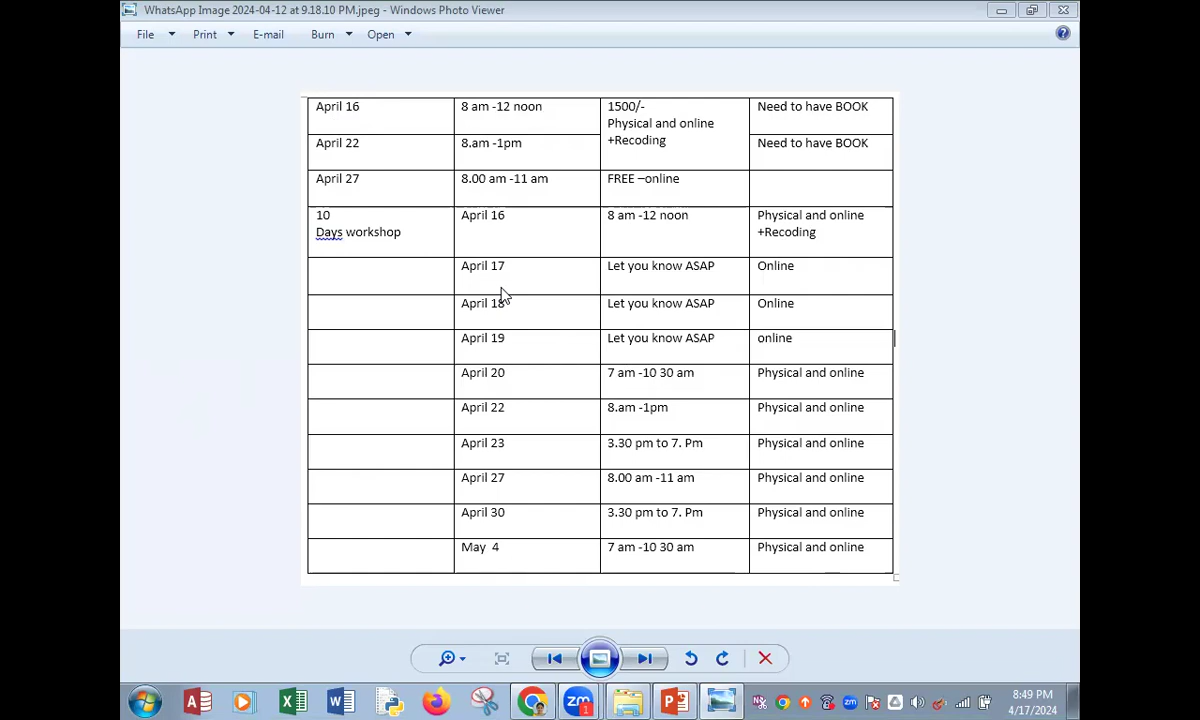 WhatsApp Image 2024-04-12 at 9.18.10 PM.jpeg - Windows Photo Viewer
File Print E-mail Burn Open
April 16 8 am -12 noon 1500/- Need to have BOOK
Physical and online
+Recoding
April 22 8.am -1pm Need to have BOOK
April 27 8.00 am -11 am FREE –online
10 April 16 8 am -12 noon Physical and online
Days workshop +Recoding
April 17 Let you know ASAP Online
April 18 Let you know ASAP Online
April 19 Let you know ASAP online
April 20 7 am -10 30 am Physical and online
April 22 8.am -1pm Physical and online
April 23 3.30 pm to 7. Pm Physical and online
April 27 8.00 am -11 am Physical and online
April 30 3.30 pm to 7. Pm Physical and online
May 4 7 am -10 30 am Physical and online
8:49 PM
4/17/2024